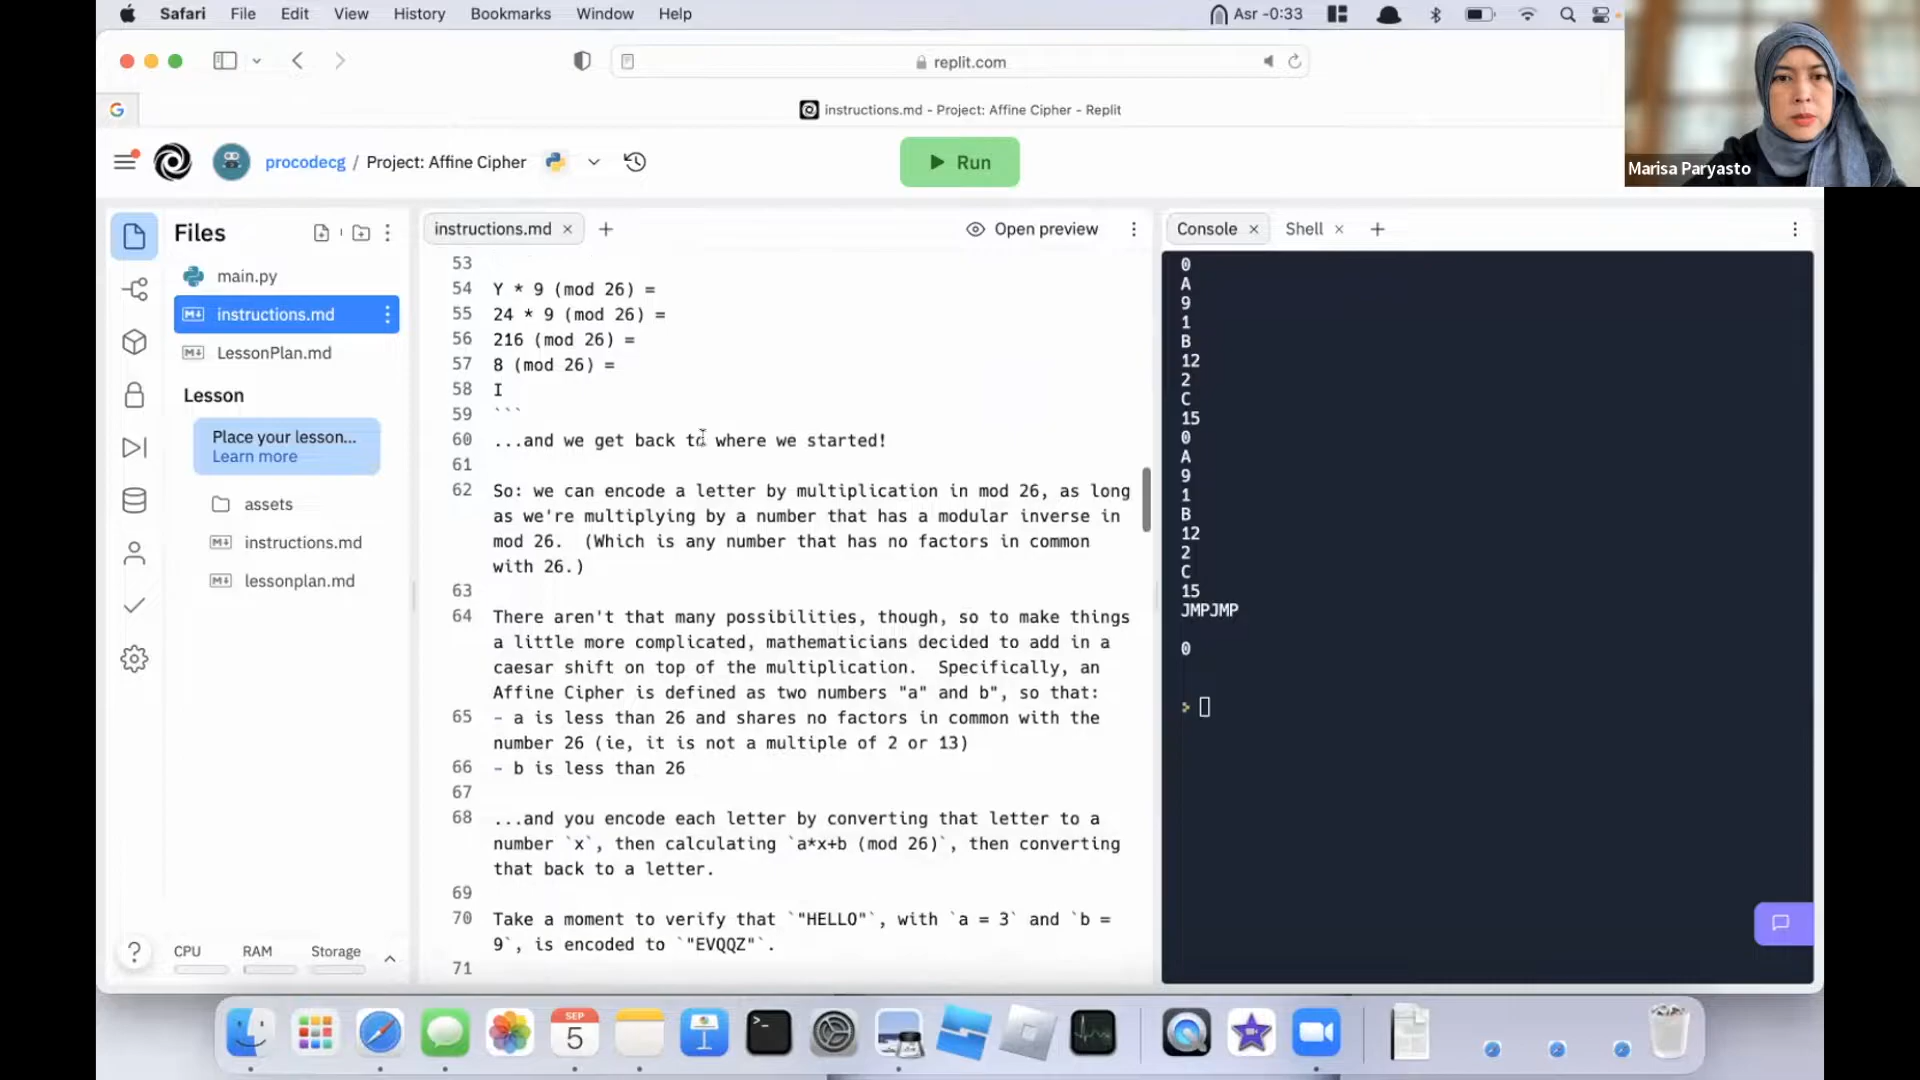 Safari File Edit View History Bookmarks Window Help Asr -0:33
replit.com
instructions.md - Project: Affine Cipher - Replit
procodecg / Project: Affine Cipher
Run
Marisa Paryasto
Files
main.py
instructions.md
LessonPlan.md
Lesson
Place your lesson...
Learn more
assets
instructions.md
lessonplan.md
CPU RAM Storage
instructions.md
Open preview
53
54 Y * 9 (mod 26) =
55 24 * 9 (mod 26) =
56 216 (mod 26) =
57 8 (mod 26) =
58 I
59 ```
60 ...and we get back to where we started!
61
62 So: we can encode a letter by multiplication in mod 26, as long
as we're multiplying by a number that has a modular inverse in
mod 26.  (Which is any number that has no factors in common
with 26.)
63
64 There aren't that many possibilities, though, so to make things
a little more complicated, mathematicians decided to add in a
caesar shift on top of the multiplication.  Specifically, an
Affine Cipher is defined as two numbers "a" and b", so that:
65 - a is less than 26 and shares no factors in common with the
number 26 (ie, it is not a multiple of 2 or 13)
66 - b is less than 26
67
68 ...and you encode each letter by converting that letter to a
number `x`, then calculating `a*x+b (mod 26)`, then converting
that back to a letter.
69
70 Take a moment to verify that `"HELLO"`, with `a = 3` and `b =
9`, is encoded to `"EVQQZ"`.
71
Console Shell
0
A
9
1
B
12
2
C
15
0
A
9
1
B
12
2
C
15
JMPJMP
0
>
SEP
5